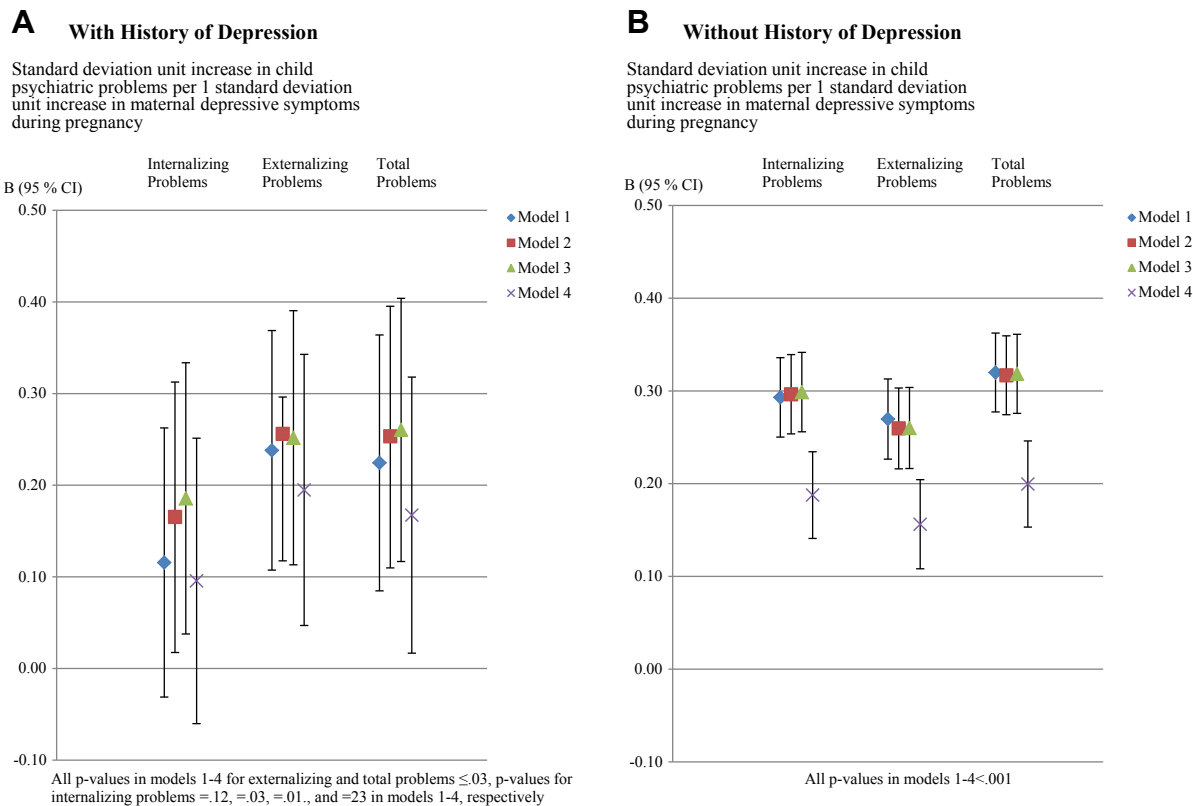 A With History of Depression
Standard deviation unit increase in child
psychiatric problems per 1 standard deviation
unit increase in maternal depressive symptoms
during pregnancy
Internalizing Problems
Externalizing Problems
Total Problems
B (95 % CI)
0.50
0.40
0.30
0.20
0.10
0.00
-0.10
Model 1
Model 2
Model 3
Model 4
All p-values in models 1-4 for externalizing and total problems ≤.03, p-values for
internalizing problems =.12, =.03, =.01., and =23 in models 1-4, respectively
B Without History of Depression
Standard deviation unit increase in child
psychiatric problems per 1 standard deviation
unit increase in maternal depressive symptoms
during pregnancy
Internalizing Problems
Externalizing Problems
Total Problems
B (95 % CI)
0.50
0.40
0.30
0.20
0.10
0.00
-0.10
Model 1
Model 2
Model 3
Model 4
All p-values in models 1-4<.001